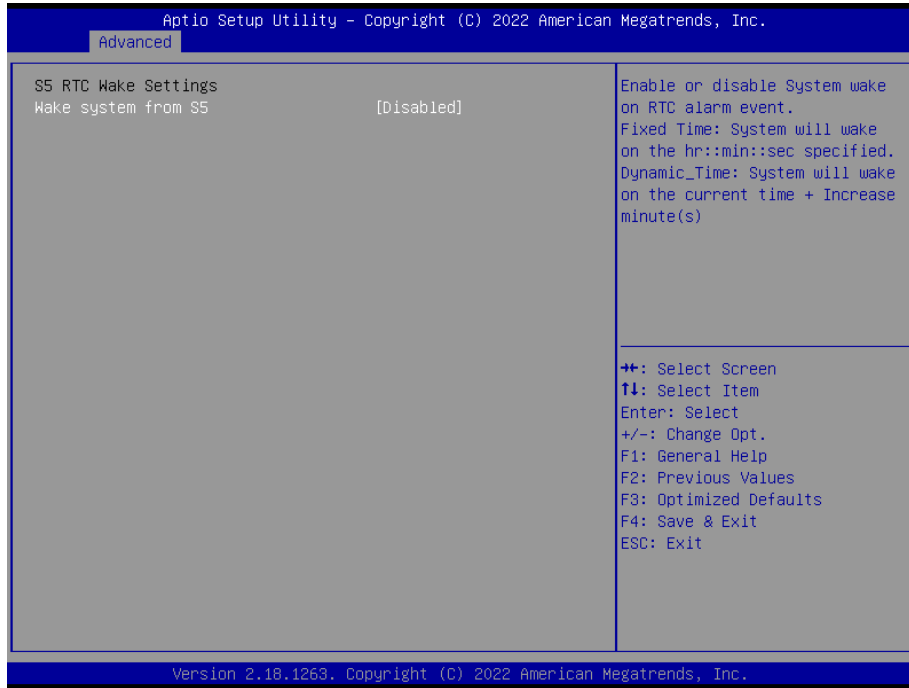 Aptio Setup Utility – Copyright (C) 2022 American Megatrends, Inc.
Advanced
S5 RTC Wake Settings
Wake system from S5 [Disabled]
Enable or disable System wake
on RTC alarm event.
Fixed Time: System will wake
on the hr::min::sec specified.
Dynamic_Time: System will wake
on the current time + Increase
minute(s)
→←: Select Screen
↑↓: Select Item
Enter: Select
+/-: Change Opt.
F1: General Help
F2: Previous Values
F3: Optimized Defaults
F4: Save & Exit
ESC: Exit
Version 2.18.1263. Copyright (C) 2022 American Megatrends, Inc.